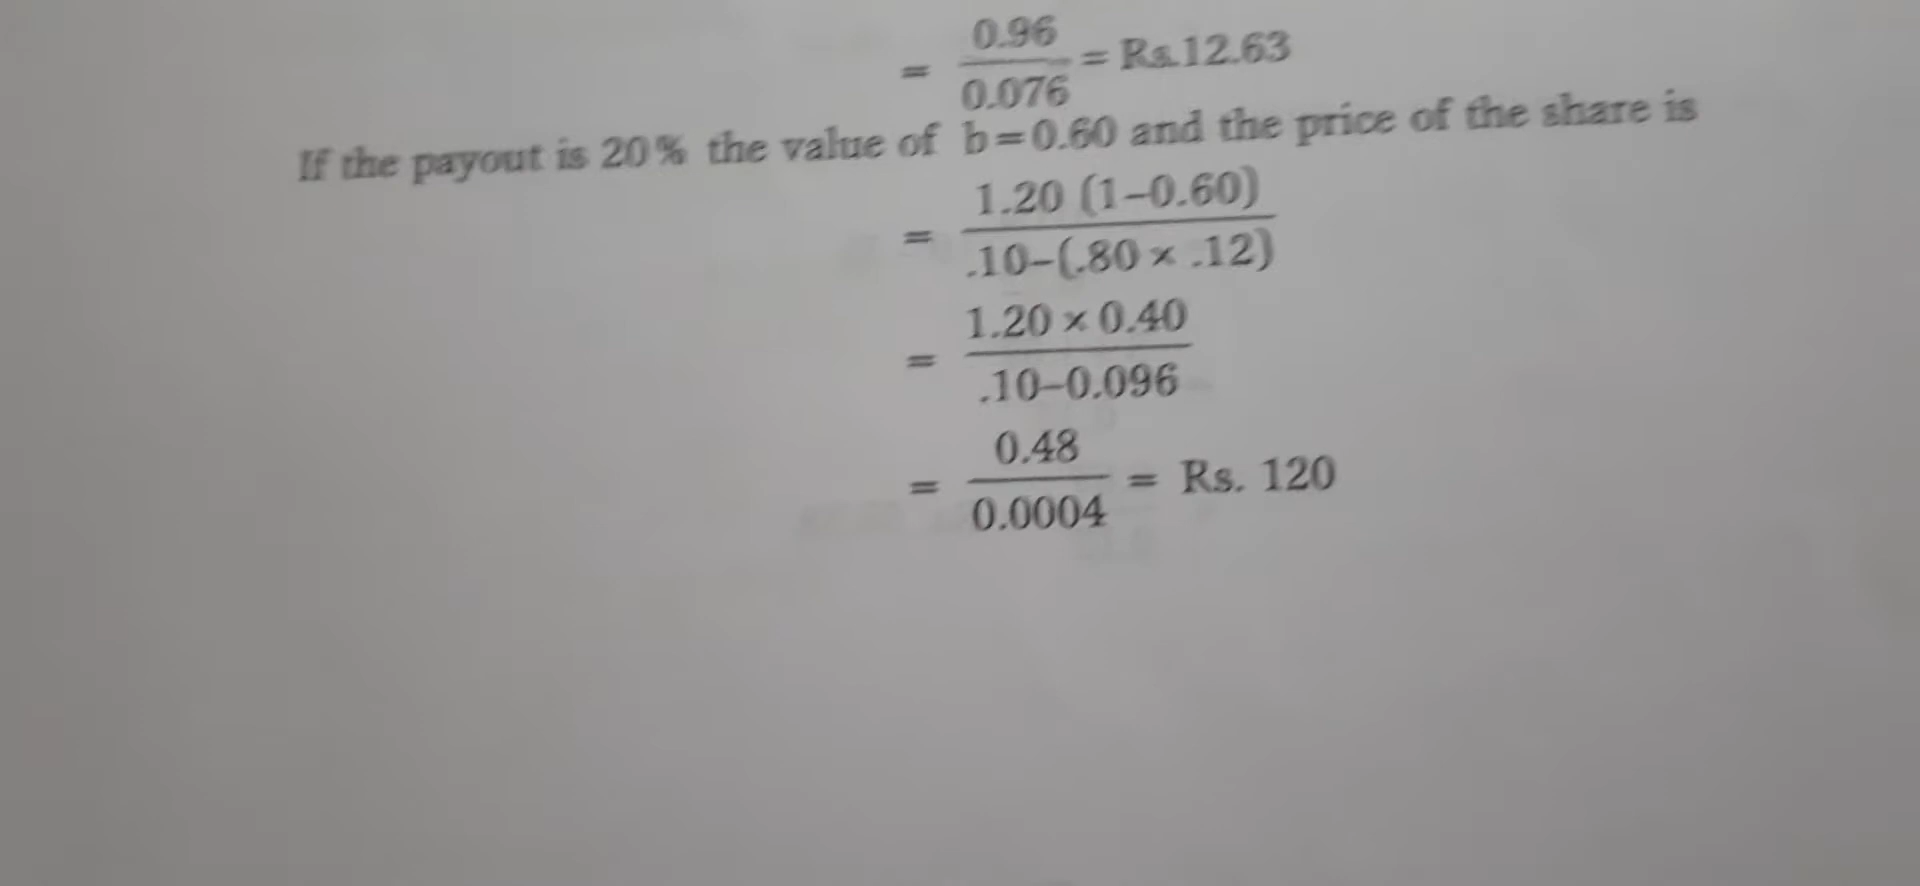 = 0.96 / 0.076 = Rs.12.63
If the payout is 20% the value of b=0.60 and the price of the share is
= 1.20 (1–0.60) / .10–(.80 × .12)
= 1.20 × 0.40 / .10–0.096
= 0.48 / 0.0004 = Rs. 120